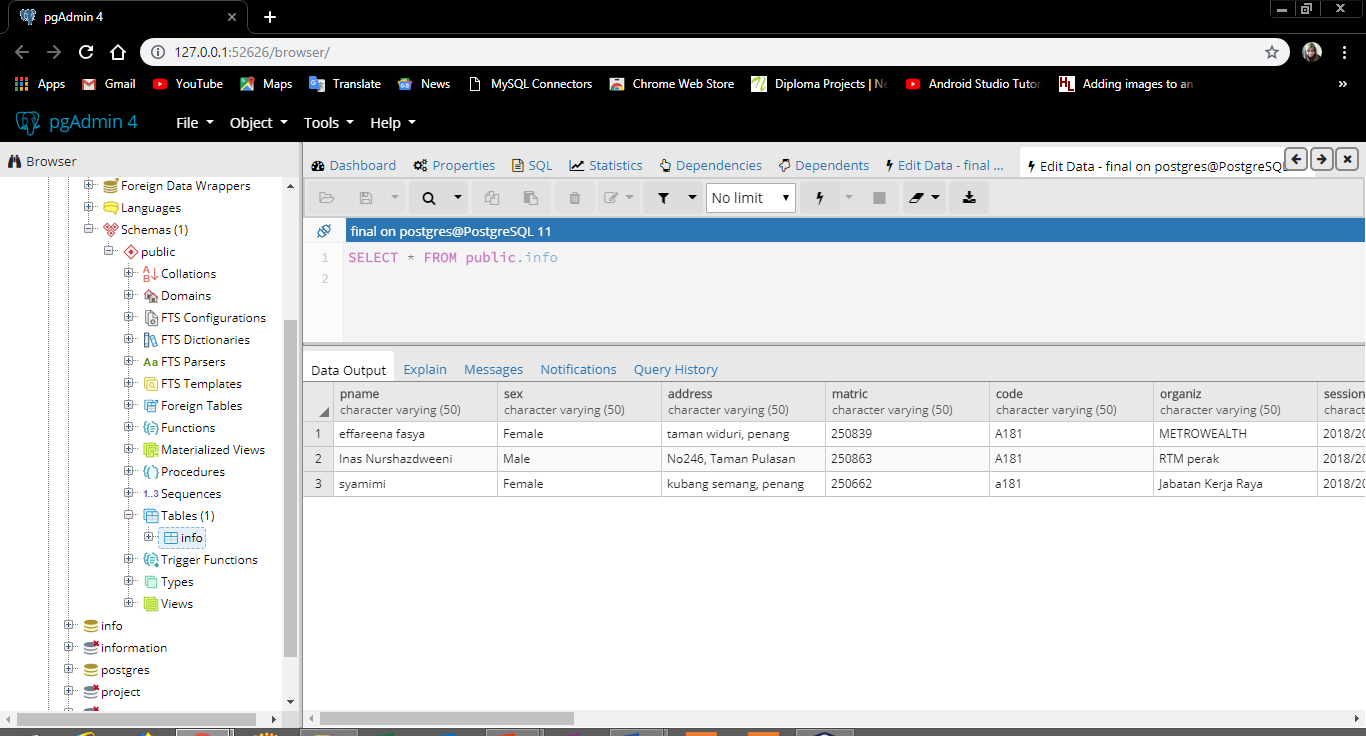 pgAdmin 4
127.0.0.1:52626/browser/
Apps Gmail YouTube Maps Translate News MySQL Connectors Chrome Web Store Diploma Projects | Ne Android Studio Tutor HL Adding images to an »
pgAdmin 4 File Object Tools Help
Browser
Dashboard Properties SQL Statistics Dependencies Dependents Edit Data - final ... Edit Data - final on postgres@PostgreSQL
Foreign Data Wrappers
Languages
Schemas (1)
public
Collations
Domains
FTS Configurations
FTS Dictionaries
Aa FTS Parsers
FTS Templates
Foreign Tables
Functions
Materialized Views
Procedures
1..3 Sequences
Tables (1)
info
Trigger Functions
Types
Views
info
information
postgres
project
No limit
final on postgres@PostgreSQL 11
1 SELECT * FROM public.info
2
Data Output Explain Messages Notifications Query History
pname sex address matric code organiz session
character varying (50) character varying (50) character varying (50) character varying (50) character varying (50) character varying (50) charact
1 effareena fasya Female taman widuri, penang 250839 A181 METROWEALTH 2018/20
2 Inas Nurshazdweeni Male No246, Taman Pulasan 250863 A181 RTM perak 2018/20
3 syamimi Female kubang semang, penang 250662 a181 Jabatan Kerja Raya 2018/20